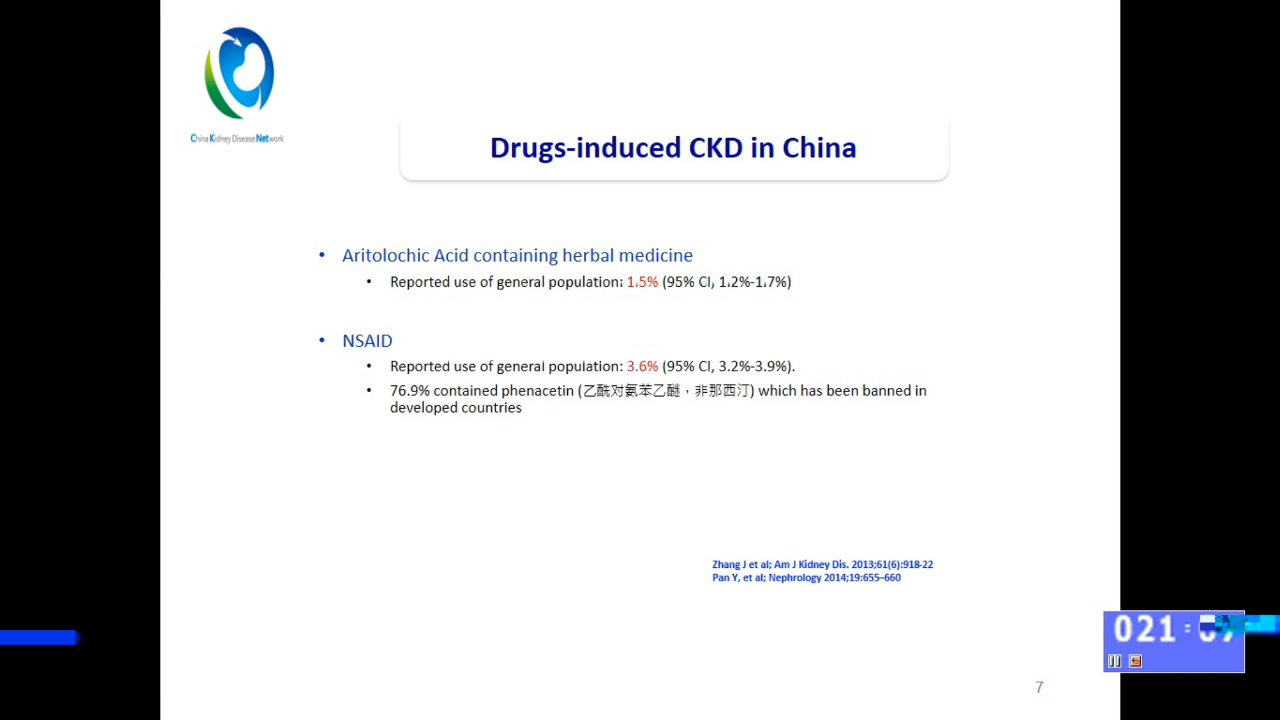 China Kidney Disease Network
Drugs-induced CKD in China
• Aritolochic Acid containing herbal medicine
• Reported use of general population: 1.5% (95% CI, 1.2%-1.7%)
• NSAID
• Reported use of general population: 3.6% (95% CI, 3.2%-3.9%).
• 76.9% contained phenacetin (乙酰对氨苯乙醚，非那西汀) which has been banned in
developed countries
Zhang J et al; Am J Kidney Dis. 2013;61(6):918-22
Pan Y, et al; Nephrology 2014;19:655–660
021:
7